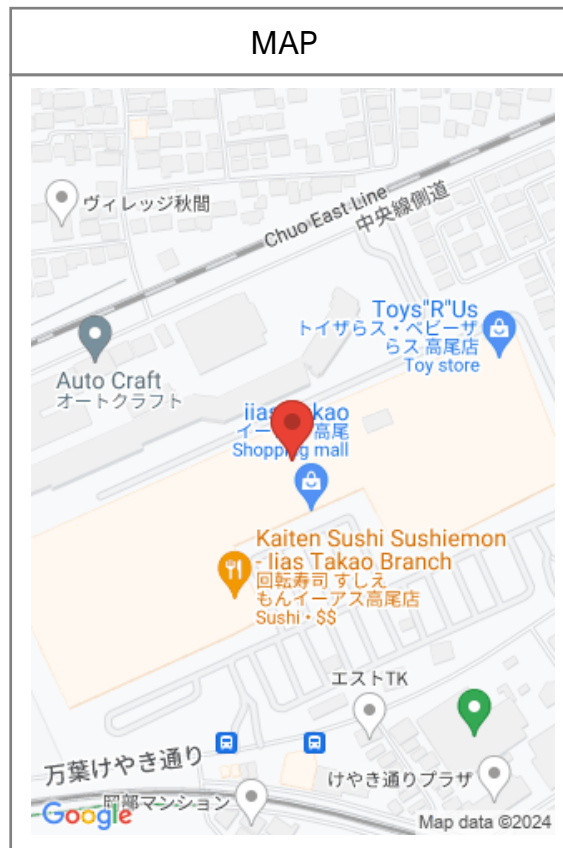 MAP
ヴィレッジ秋間
Chuo East Line
中央線側道
Toys"R"Us
トイザらス・ベビーザ
らス 高尾店
Toy store
Auto Craft
オートクラフト
iias
イー
高尾
Shopping mall
Kaiten Sushi Sushiemon
- Iias Takao Branch
回転寿司 すしえ
もんイーアス高尾店
Sushi・$$
エストTK
万葉けやき通り
けやき通りプラザ
岡部マンション
Google
Map data ©2024